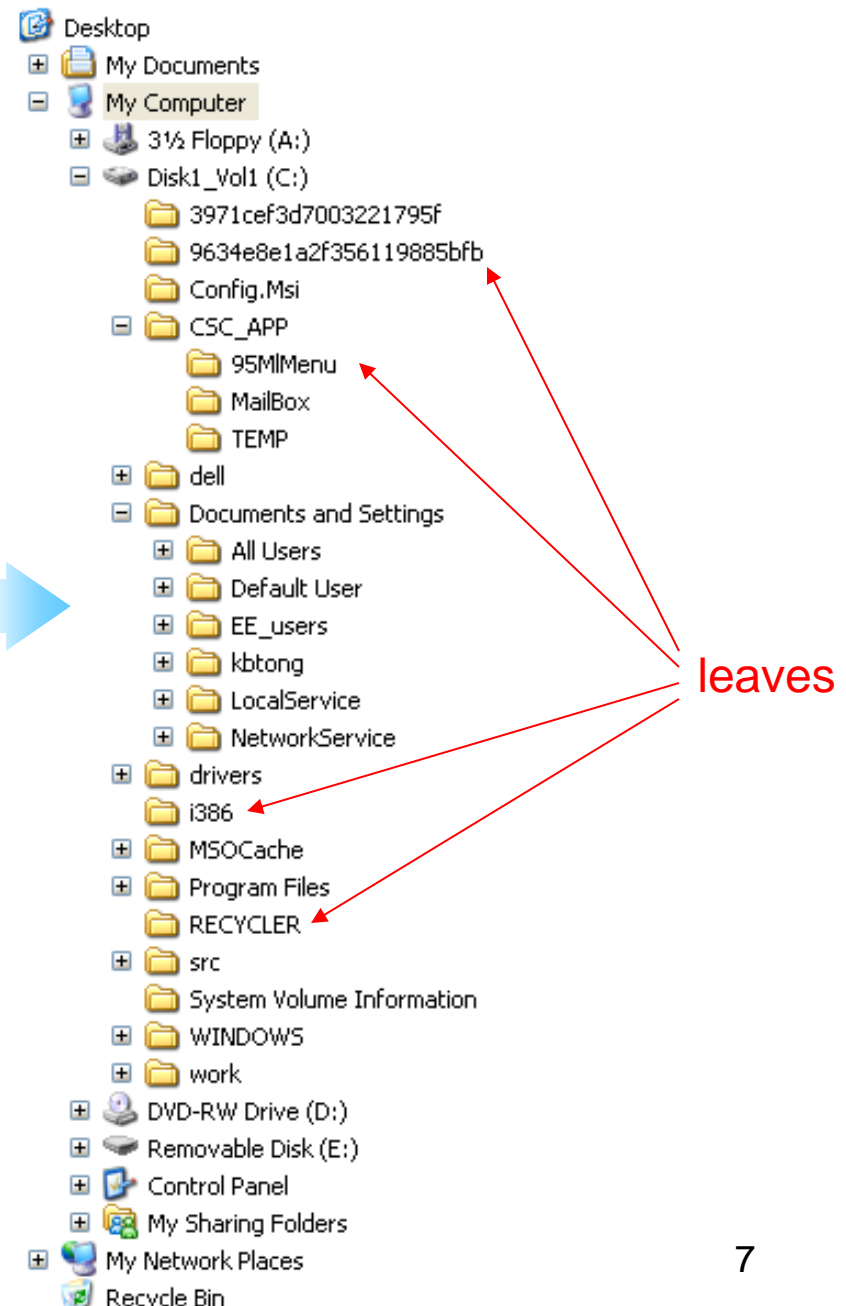 Desktop
My Documents
My Computer
3½ Floppy (A:)
Disk1_Vol1 (C:)
3971cef3d7003221795f
9634e8e1a2f356119885bfb
Config.Msi
CSC_APP
95MlMenu
MailBox
TEMP
dell
Documents and Settings
All Users
Default User
EE_users
kbtong
leaves
LocalService
NetworkService
drivers
i386
MSOCache
Program Files
RECYCLER
src
System Volume Information
WINDOWS
work
DVD-RW Drive (D:)
Removable Disk (E:)
Control Panel
My Sharing Folders
My Network Places
7
Recycle Bin